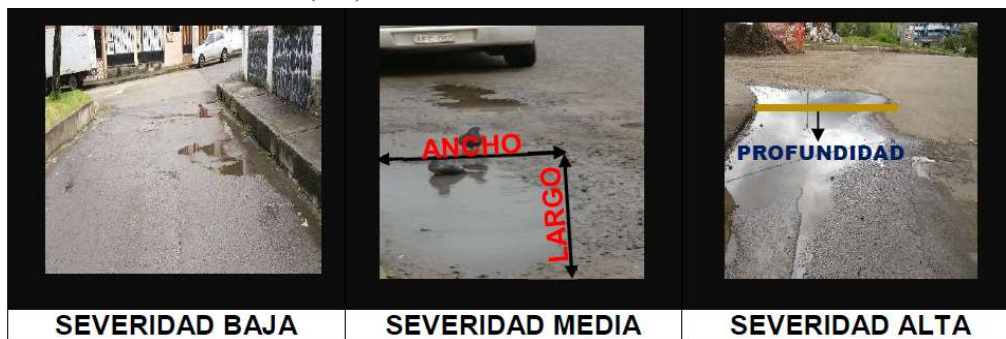 ANCHO
LARGO
PROFUNDIDAD
SEVERIDAD BAJA
SEVERIDAD MEDIA
SEVERIDAD ALTA